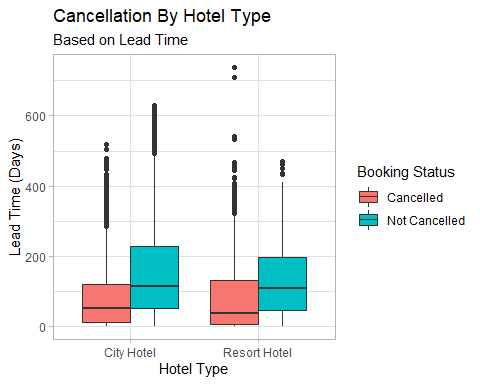 Cancellation By Hotel Type
Based on Lead Time
600
400
200
0
Lead Time (Days)
City Hotel
Resort Hotel
Hotel Type
Booking Status
Cancelled
Not Cancelled